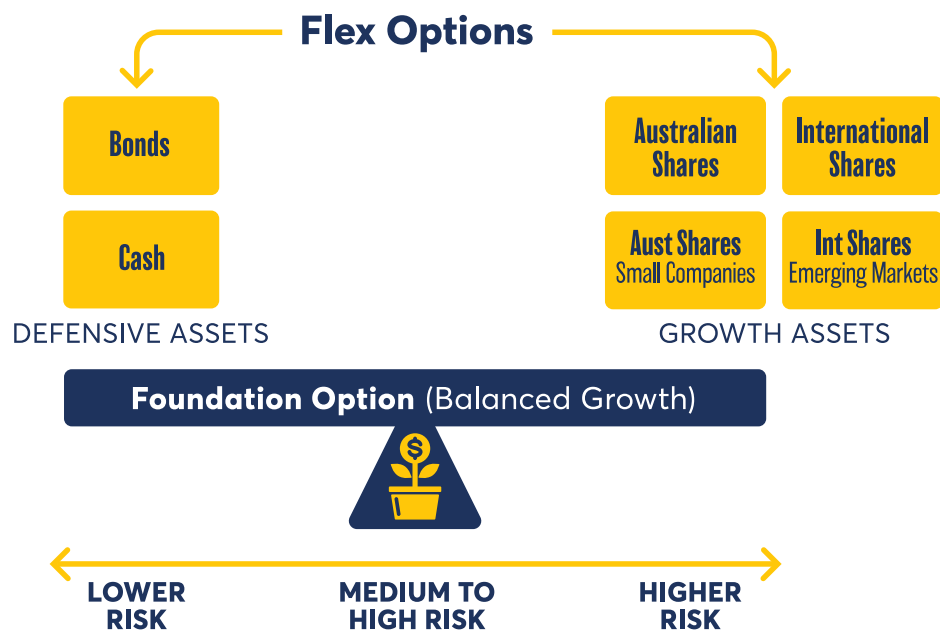 Flex Options
Bonds
Cash
DEFENSIVE ASSETS
Australian
Shares
International
Shares
Aust Shares
Small Companies
Int Shares
Emerging Markets
GROWTH ASSETS
Foundation Option (Balanced Growth)
$
LOWER
RISK
MEDIUM TO
HIGH RISK
HIGHER
RISK